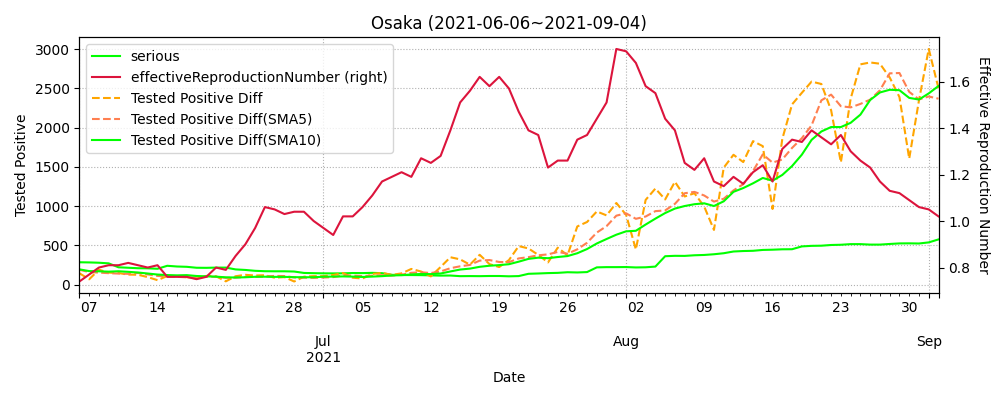 Osaka (2021-06-06~2021-09-04)
serious
effectiveReproductionNumber (right)
Tested Positive Diff
Tested Positive Diff(SMA5)
Tested Positive Diff(SMA10)
Tested Positive
3000
2500
2000
1500
1000
500
0
1.6
1.4
1.2
1.0
0.8
Effective Reproduction Number
07 14 21 28 05 12 19 26 02 09 16 23 30
Jul Aug Sep
2021
Date